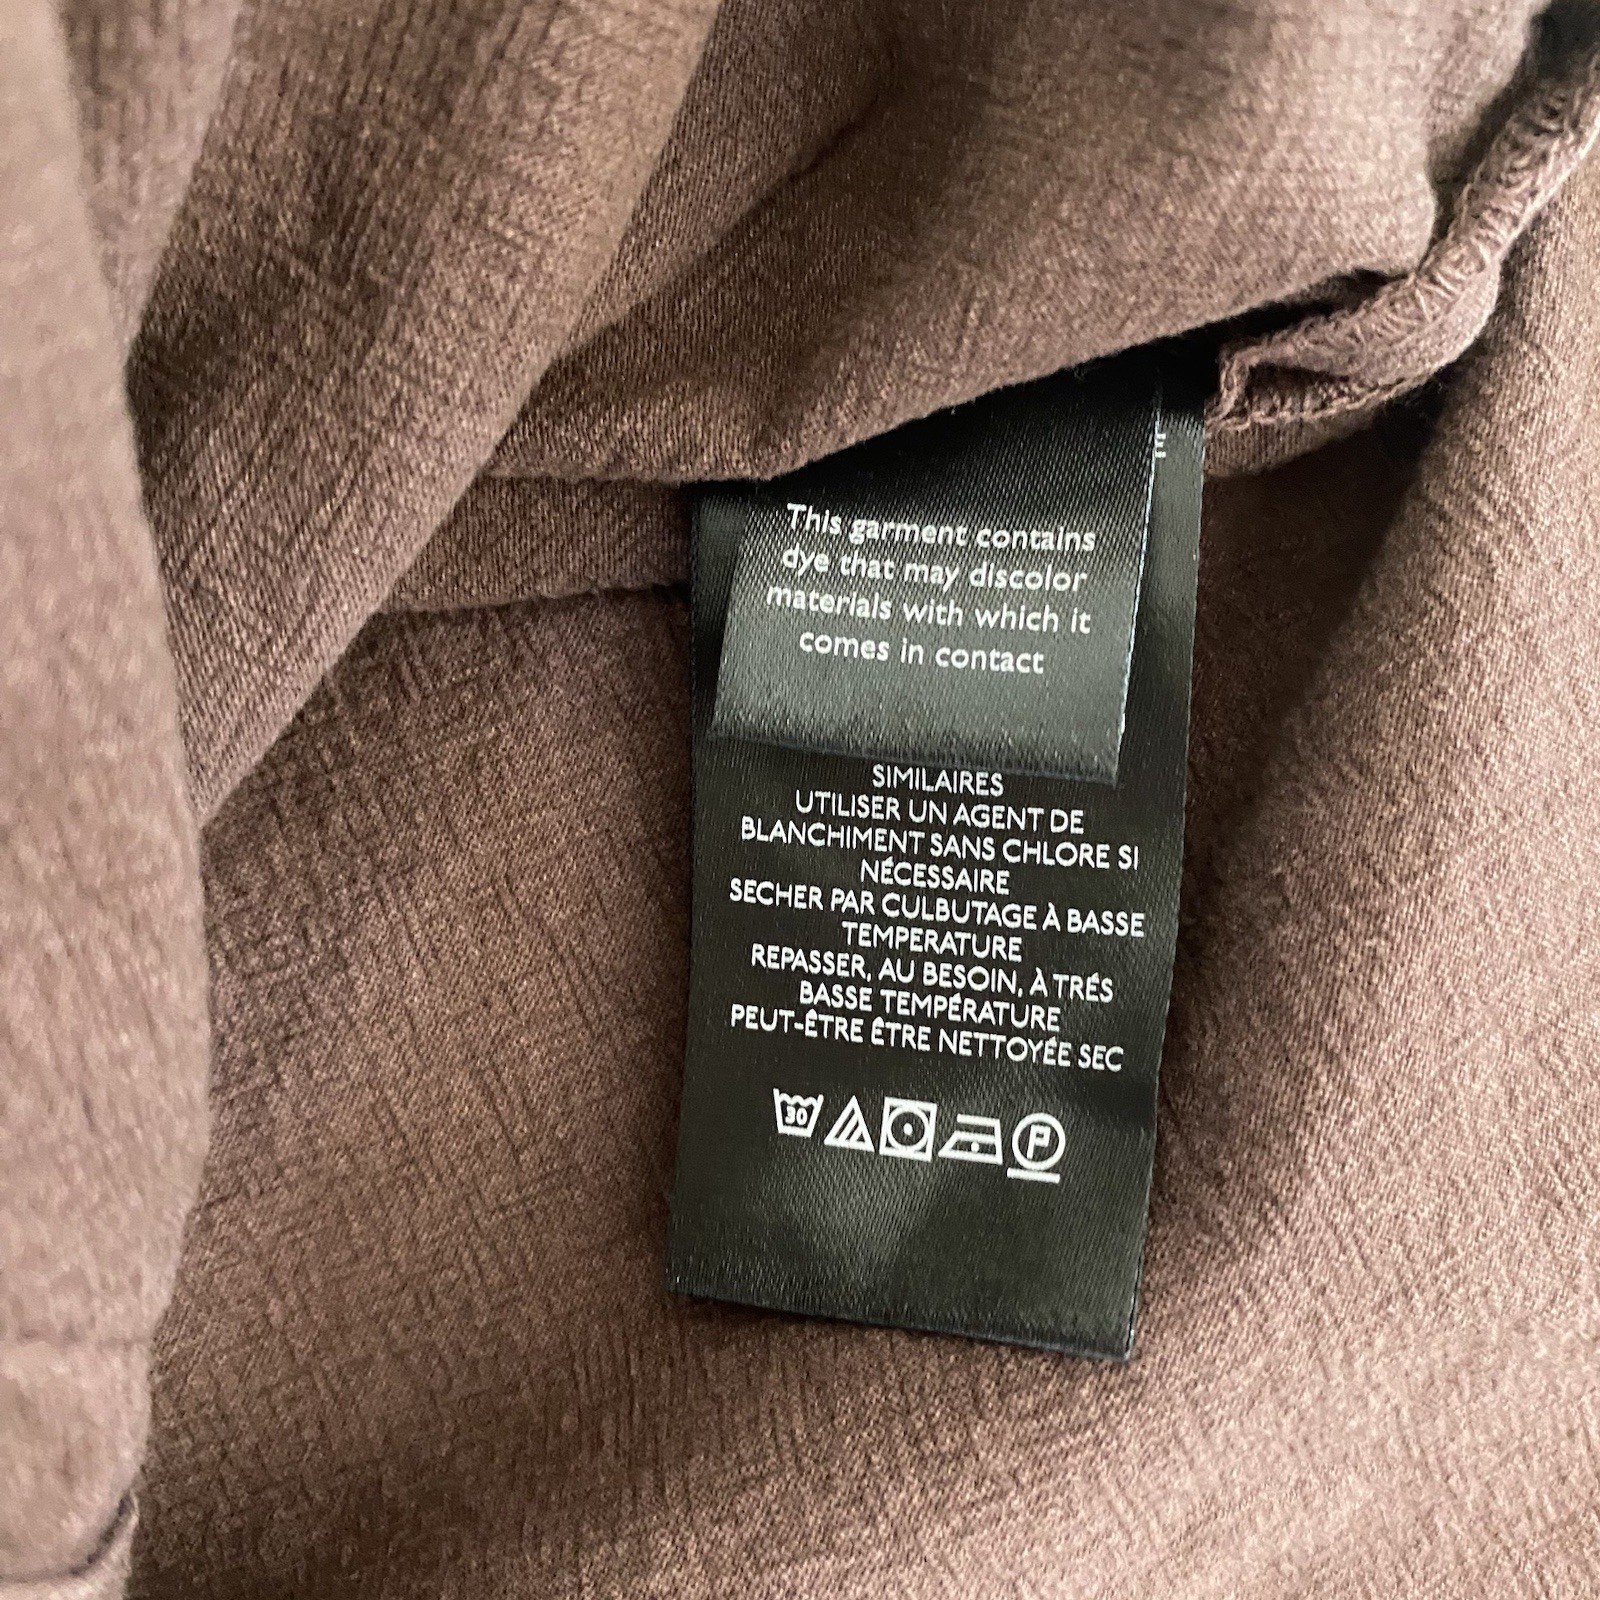 This garment contains
dye that may discolor
materials with which it
comes in contact
SIMILAIRES
UTILISER UN AGENT DE
BLANCHIMENT SANS CHLORE SI
NÉCESSAIRE
SECHER PAR CULBUTAGE À BASSE
TEMPERATURE
REPASSER, AU BESOIN, À TRÉS
BASSE TEMPÉRATURE
PEUT-ÊTRE ÊTRE NETTOYÉE SEC
30
P